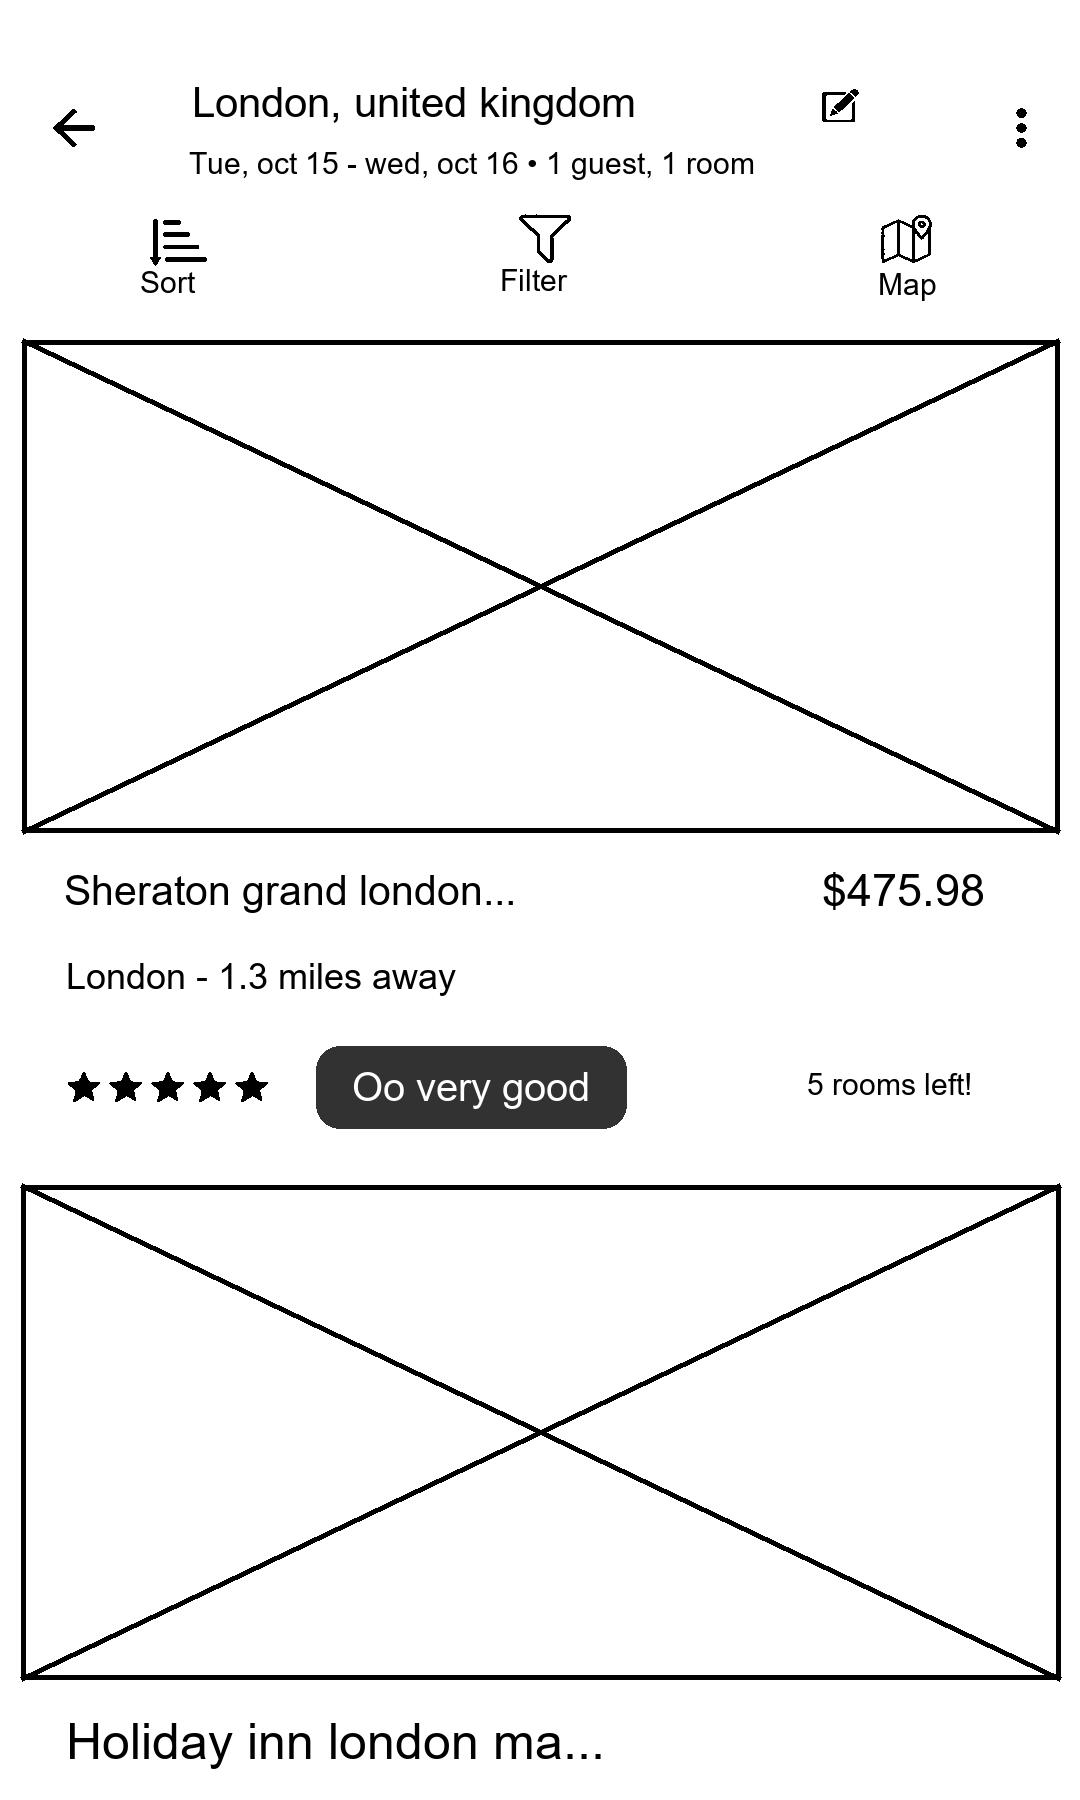 London, united kingdom
Tue, oct 15 - wed, oct 16 • 1 guest, 1 room
Sort
Filter
Map
Sheraton grand london...
$475.98
London - 1.3 miles away
Oo very good
5 rooms left!
Holiday inn london ma...